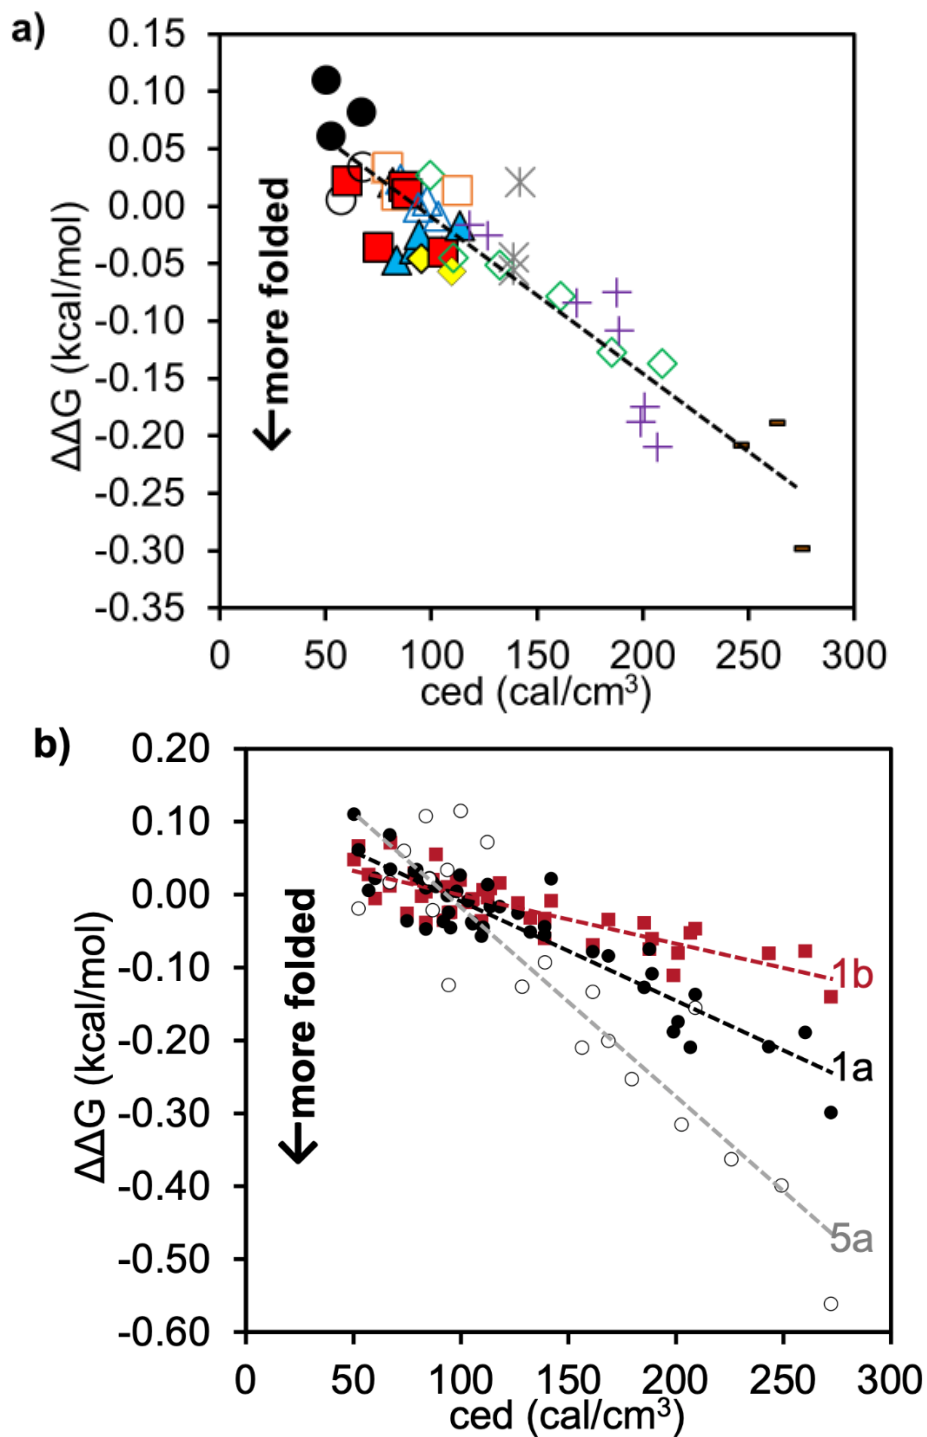 a)
0.15
0.10
0.05
0.00
-0.05
-0.10
-0.15
-0.20
-0.25
-0.30
-0.35
ΔΔG (kcal/mol)
more folded
0 50 100 150 200 250 300
ced (cal/cm³)
b)
0.20
0.10
0.00
-0.10
-0.20
-0.30
-0.40
-0.50
-0.60
ΔΔG (kcal/mol)
more folded
1b
1a
5a
0 50 100 150 200 250 300
ced (cal/cm³)